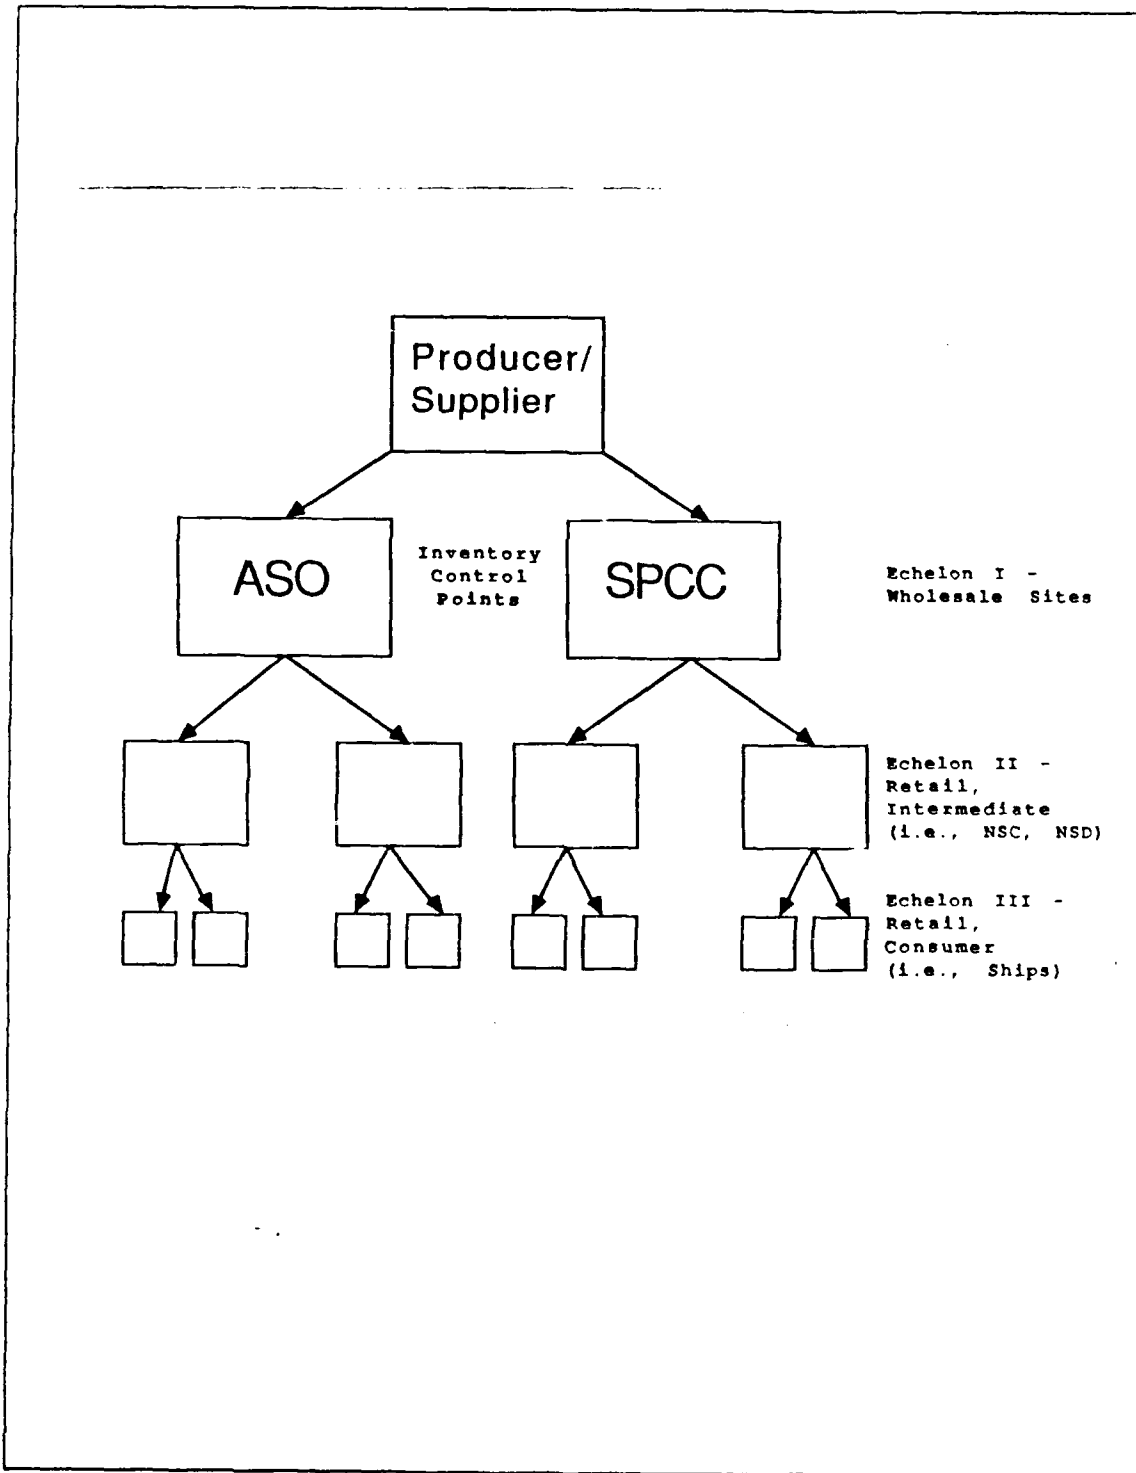 Producer/
Supplier
ASO
Inventory
Control
Points
SPCC
Echelon I -
Wholesale Sites
Echelon II -
Retail,
Intermediate
(i.e., NSC, NSD)
Echelon III -
Retail,
Consumer
(i.e., Ships)